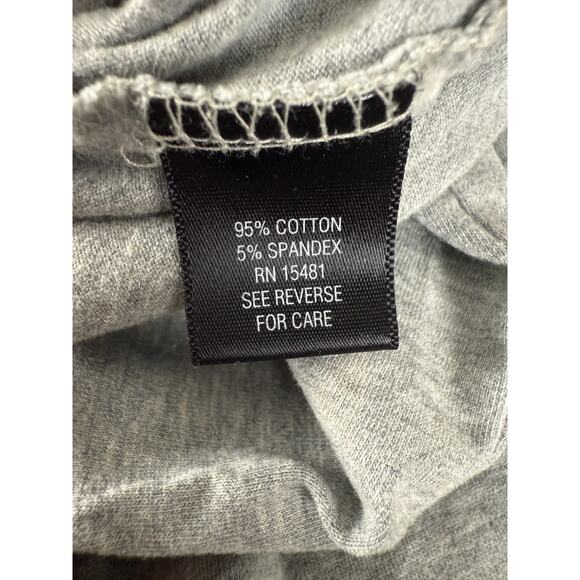 95% COTTON
5% SPANDEX
RN 15481
SEE REVERSE
FOR CARE